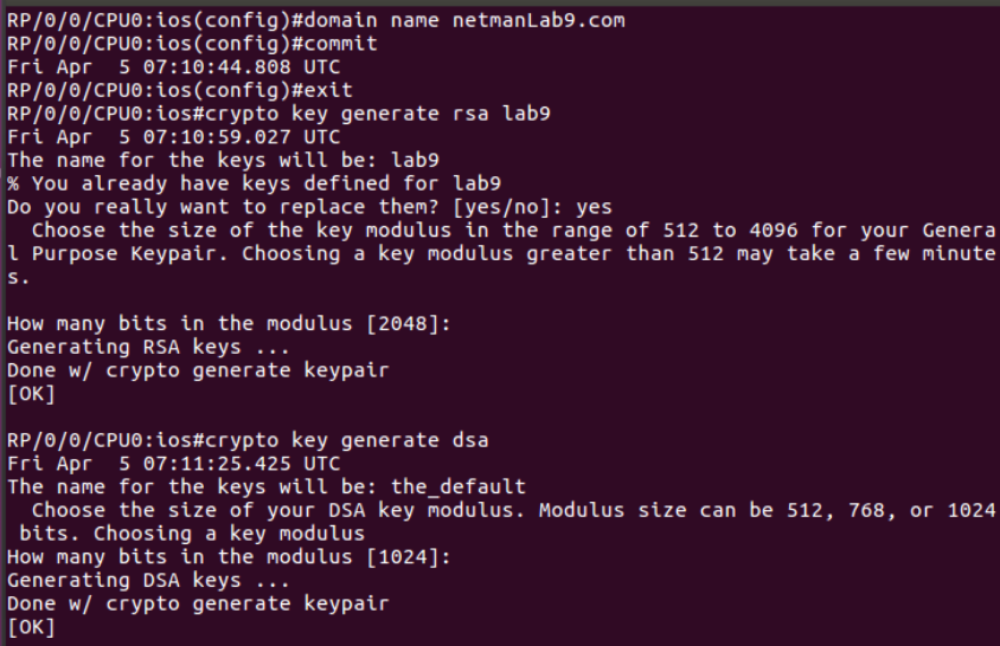 RP/0/0/CPU0:ios(config)#domain name netmanLab9.com
RP/0/0/CPU0:ios(config)#commit
Fri Apr  5 07:10:44.808 UTC
RP/0/0/CPU0:ios(config)#exit
RP/0/0/CPU0:ios#crypto key generate rsa lab9
Fri Apr  5 07:10:59.027 UTC
The name for the keys will be: lab9
% You already have keys defined for lab9
Do you really want to replace them? [yes/no]: yes
  Choose the size of the key modulus in the range of 512 to 4096 for your Genera
l Purpose Keypair. Choosing a key modulus greater than 512 may take a few minute
s.

How many bits in the modulus [2048]:
Generating RSA keys ...
Done w/ crypto generate keypair
[OK]

RP/0/0/CPU0:ios#crypto key generate dsa
Fri Apr  5 07:11:25.425 UTC
The name for the keys will be: the_default
  Choose the size of your DSA key modulus. Modulus size can be 512, 768, or 1024
 bits. Choosing a key modulus
How many bits in the modulus [1024]:
Generating DSA keys ...
Done w/ crypto generate keypair
[OK]